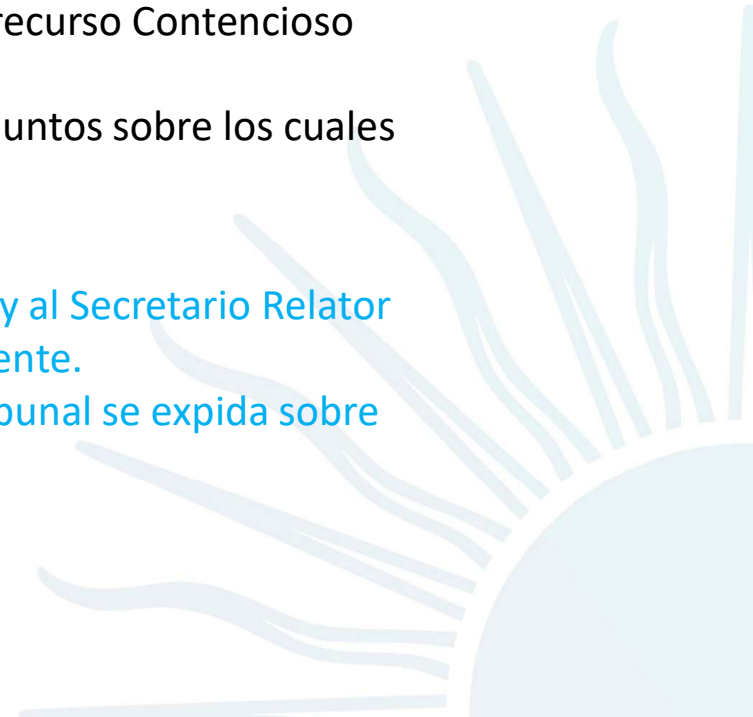 recurso Contencioso
untos sobre los cuales
y al Secretario Relator
ente.
bunal se expida sobre